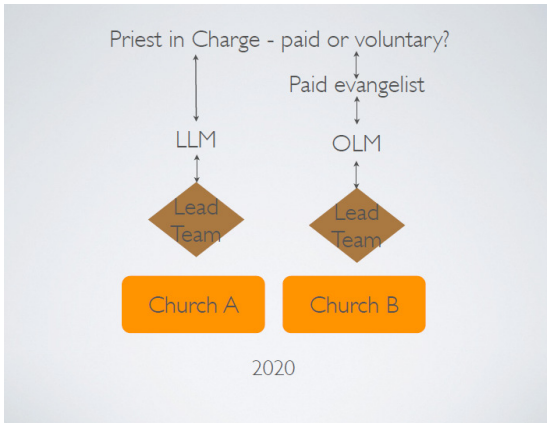 Priest in Charge - paid or voluntary?
Paid evangelist
LLM
OLM
Lead
Team
Lead
Team
Church A
Church B
2020